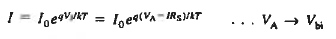 I = I₀e^{qV_J/kT} = I₀e^{q(V_A − IR_S)/kT} . . . V_A → V_bi